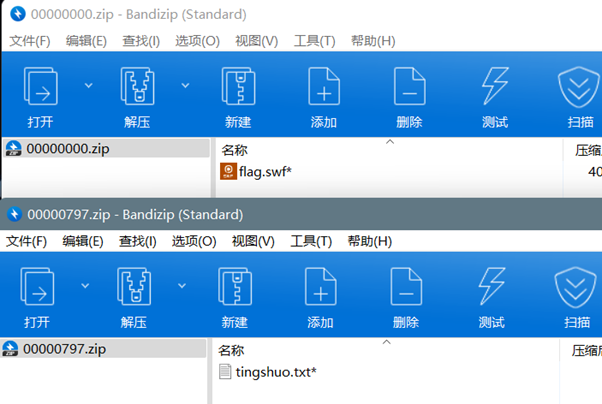 00000000.zip - Bandizip (Standard)
文件(F) 编辑(E) 查找(I) 选项(O) 视图(V) 工具(T) 帮助(H)
打开 解压 新建 添加 删除 测试 扫描
00000000.zip 名称 压缩
flag.swf* 40
00000797.zip - Bandizip (Standard)
文件(F) 编辑(E) 查找(I) 选项(O) 视图(V) 工具(T) 帮助(H)
打开 解压 新建 添加 删除 测试 扫描
00000797.zip 名称 压缩
tingshuo.txt*